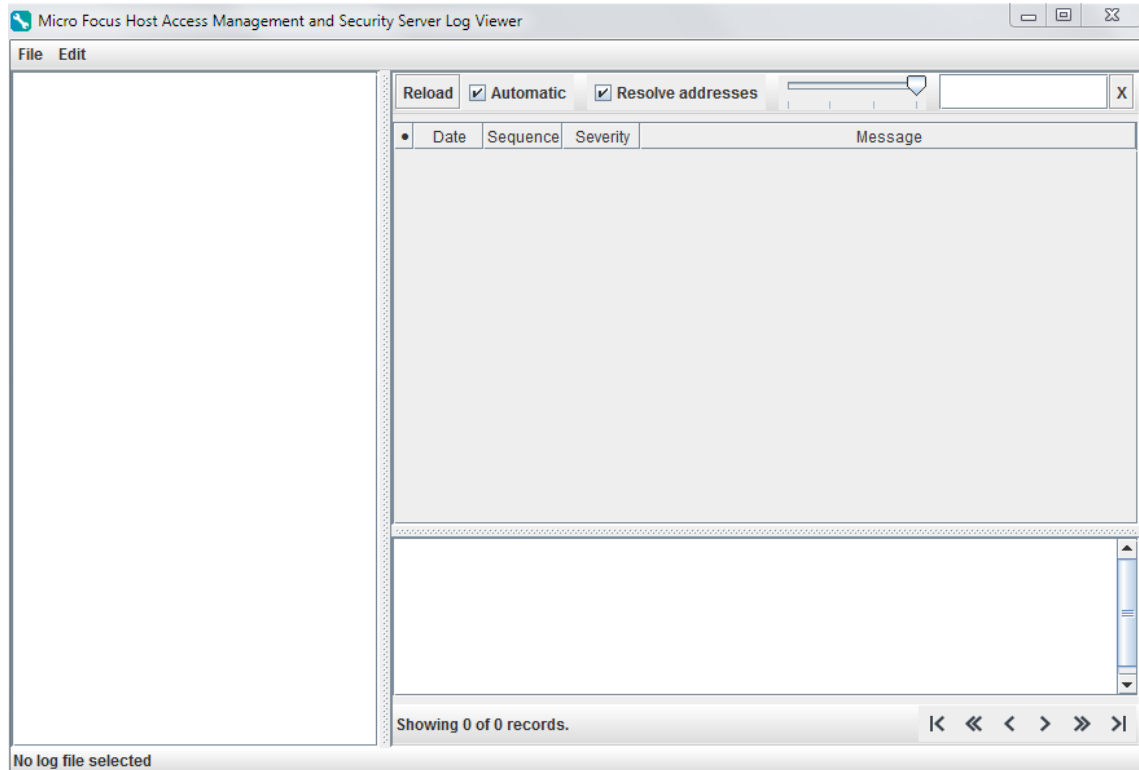 Micro Focus Host Access Management and Security Server Log Viewer
File Edit
Reload Automatic Resolve addresses X
Date Sequence Severity Message
Showing 0 of 0 records.
No log file selected